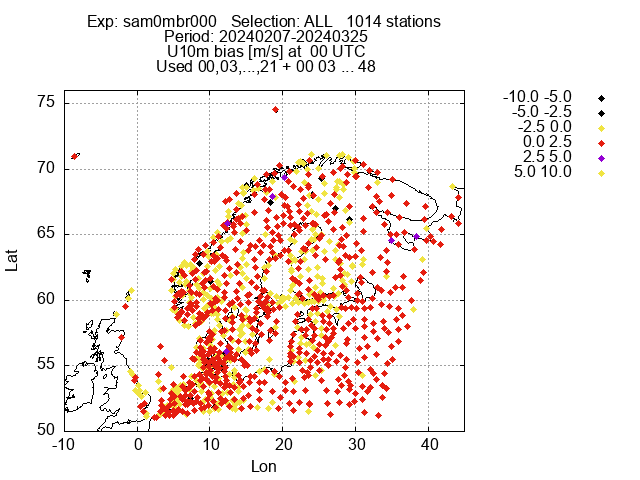 Exp: sam0mbr000   Selection: ALL   1014 stations
Period: 20240207-20240325
U10m bias [m/s] at  00 UTC
Used 00,03,...,21 + 00 03 ... 48
-10.0 -5.0
-5.0 -2.5
-2.5 0.0
0.0 2.5
2.5 5.0
5.0 10.0
75
70
65
60
55
50
Lat
-10 0 10 20 30 40
Lon